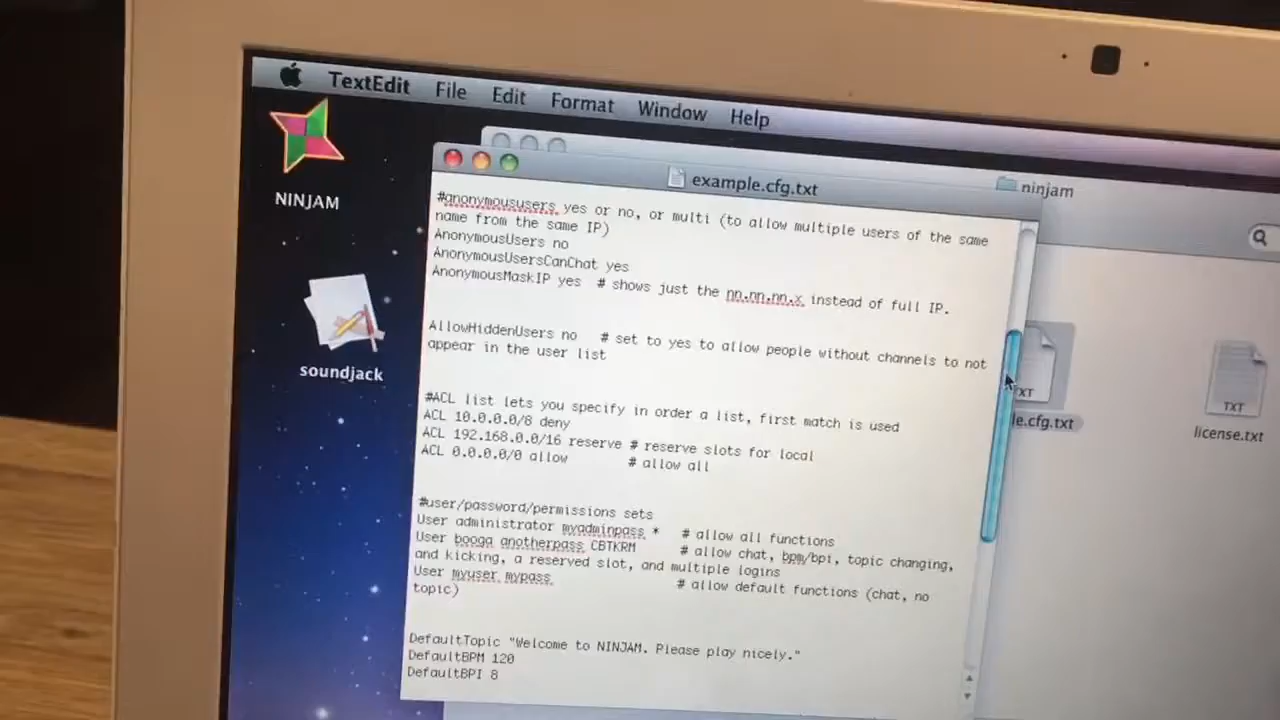 TextEdit File Edit Format Window Help
NINJAM
soundjack
example.cfg.txt
ninjam
#anonymoususers yes or no, or multi (to allow multiple users of the same
name from the same IP)
AnonymousUsers no
AnonymousUsersCanChat yes
AnonymousMaskIP yes # shows just the nn.nn.nn.x instead of full IP.
AllowHiddenUsers no # set to yes to allow people without channels to not
appear in the user list
#ACL list lets you specify in order a list, first match is used
ACL 10.0.0.0/8 deny
ACL 192.168.0.0/16 reserve # reserve slots for local
ACL 0.0.0.0/0 allow # allow all
#user/password/permissions sets
User administrator myadminpass * # allow all functions
User booga anotherpass CBTKRM # allow chat, bpm/bpi, topic changing,
and kicking, a reserved slot, and multiple logins
User myuser mypass # allow default functions (chat, no
topic)
DefaultTopic "Welcome to NINJAM. Please play nicely."
DefaultBPM 120
DefaultBPI 8
TXT
le.cfg.txt
TXT
license.txt